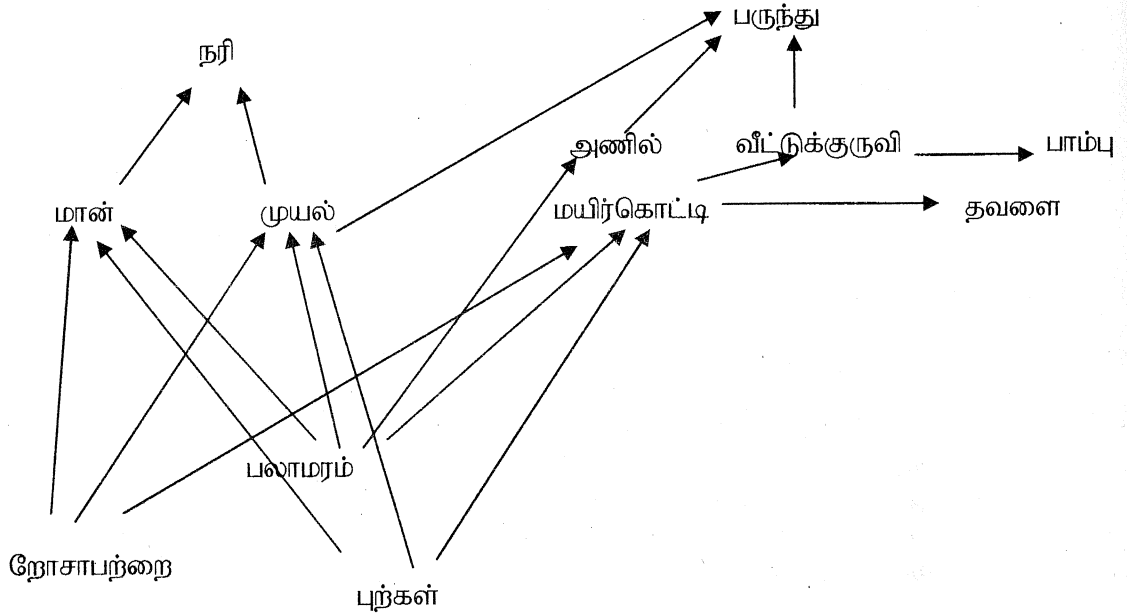 பருந்து
நரி
அணில் வீட்டுக்குருவி பாம்பு
மான் முயல் மயிர்கொட்டி தவளை
பலாமரம்
றோசாபற்றை
புற்கள்